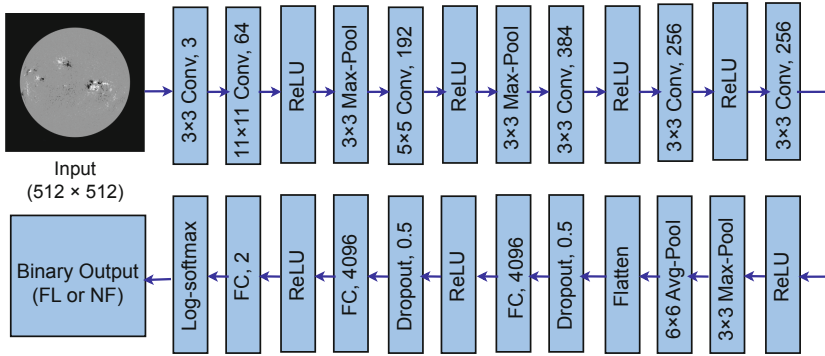 Input
(512 × 512)
3×3 Conv, 3
11×11 Conv, 64
ReLU
3×3 Max-Pool
5×5 Conv, 192
ReLU
3×3 Max-Pool
3×3 Conv, 384
ReLU
3×3 Conv, 256
ReLU
3×3 Conv, 256
ReLU
3×3 Max-Pool
6×6 Avg-Pool
Flatten
Dropout, 0.5
FC, 4096
ReLU
Dropout, 0.5
FC, 4096
ReLU
FC, 2
Log-softmax
Binary Output
(FL or NF)